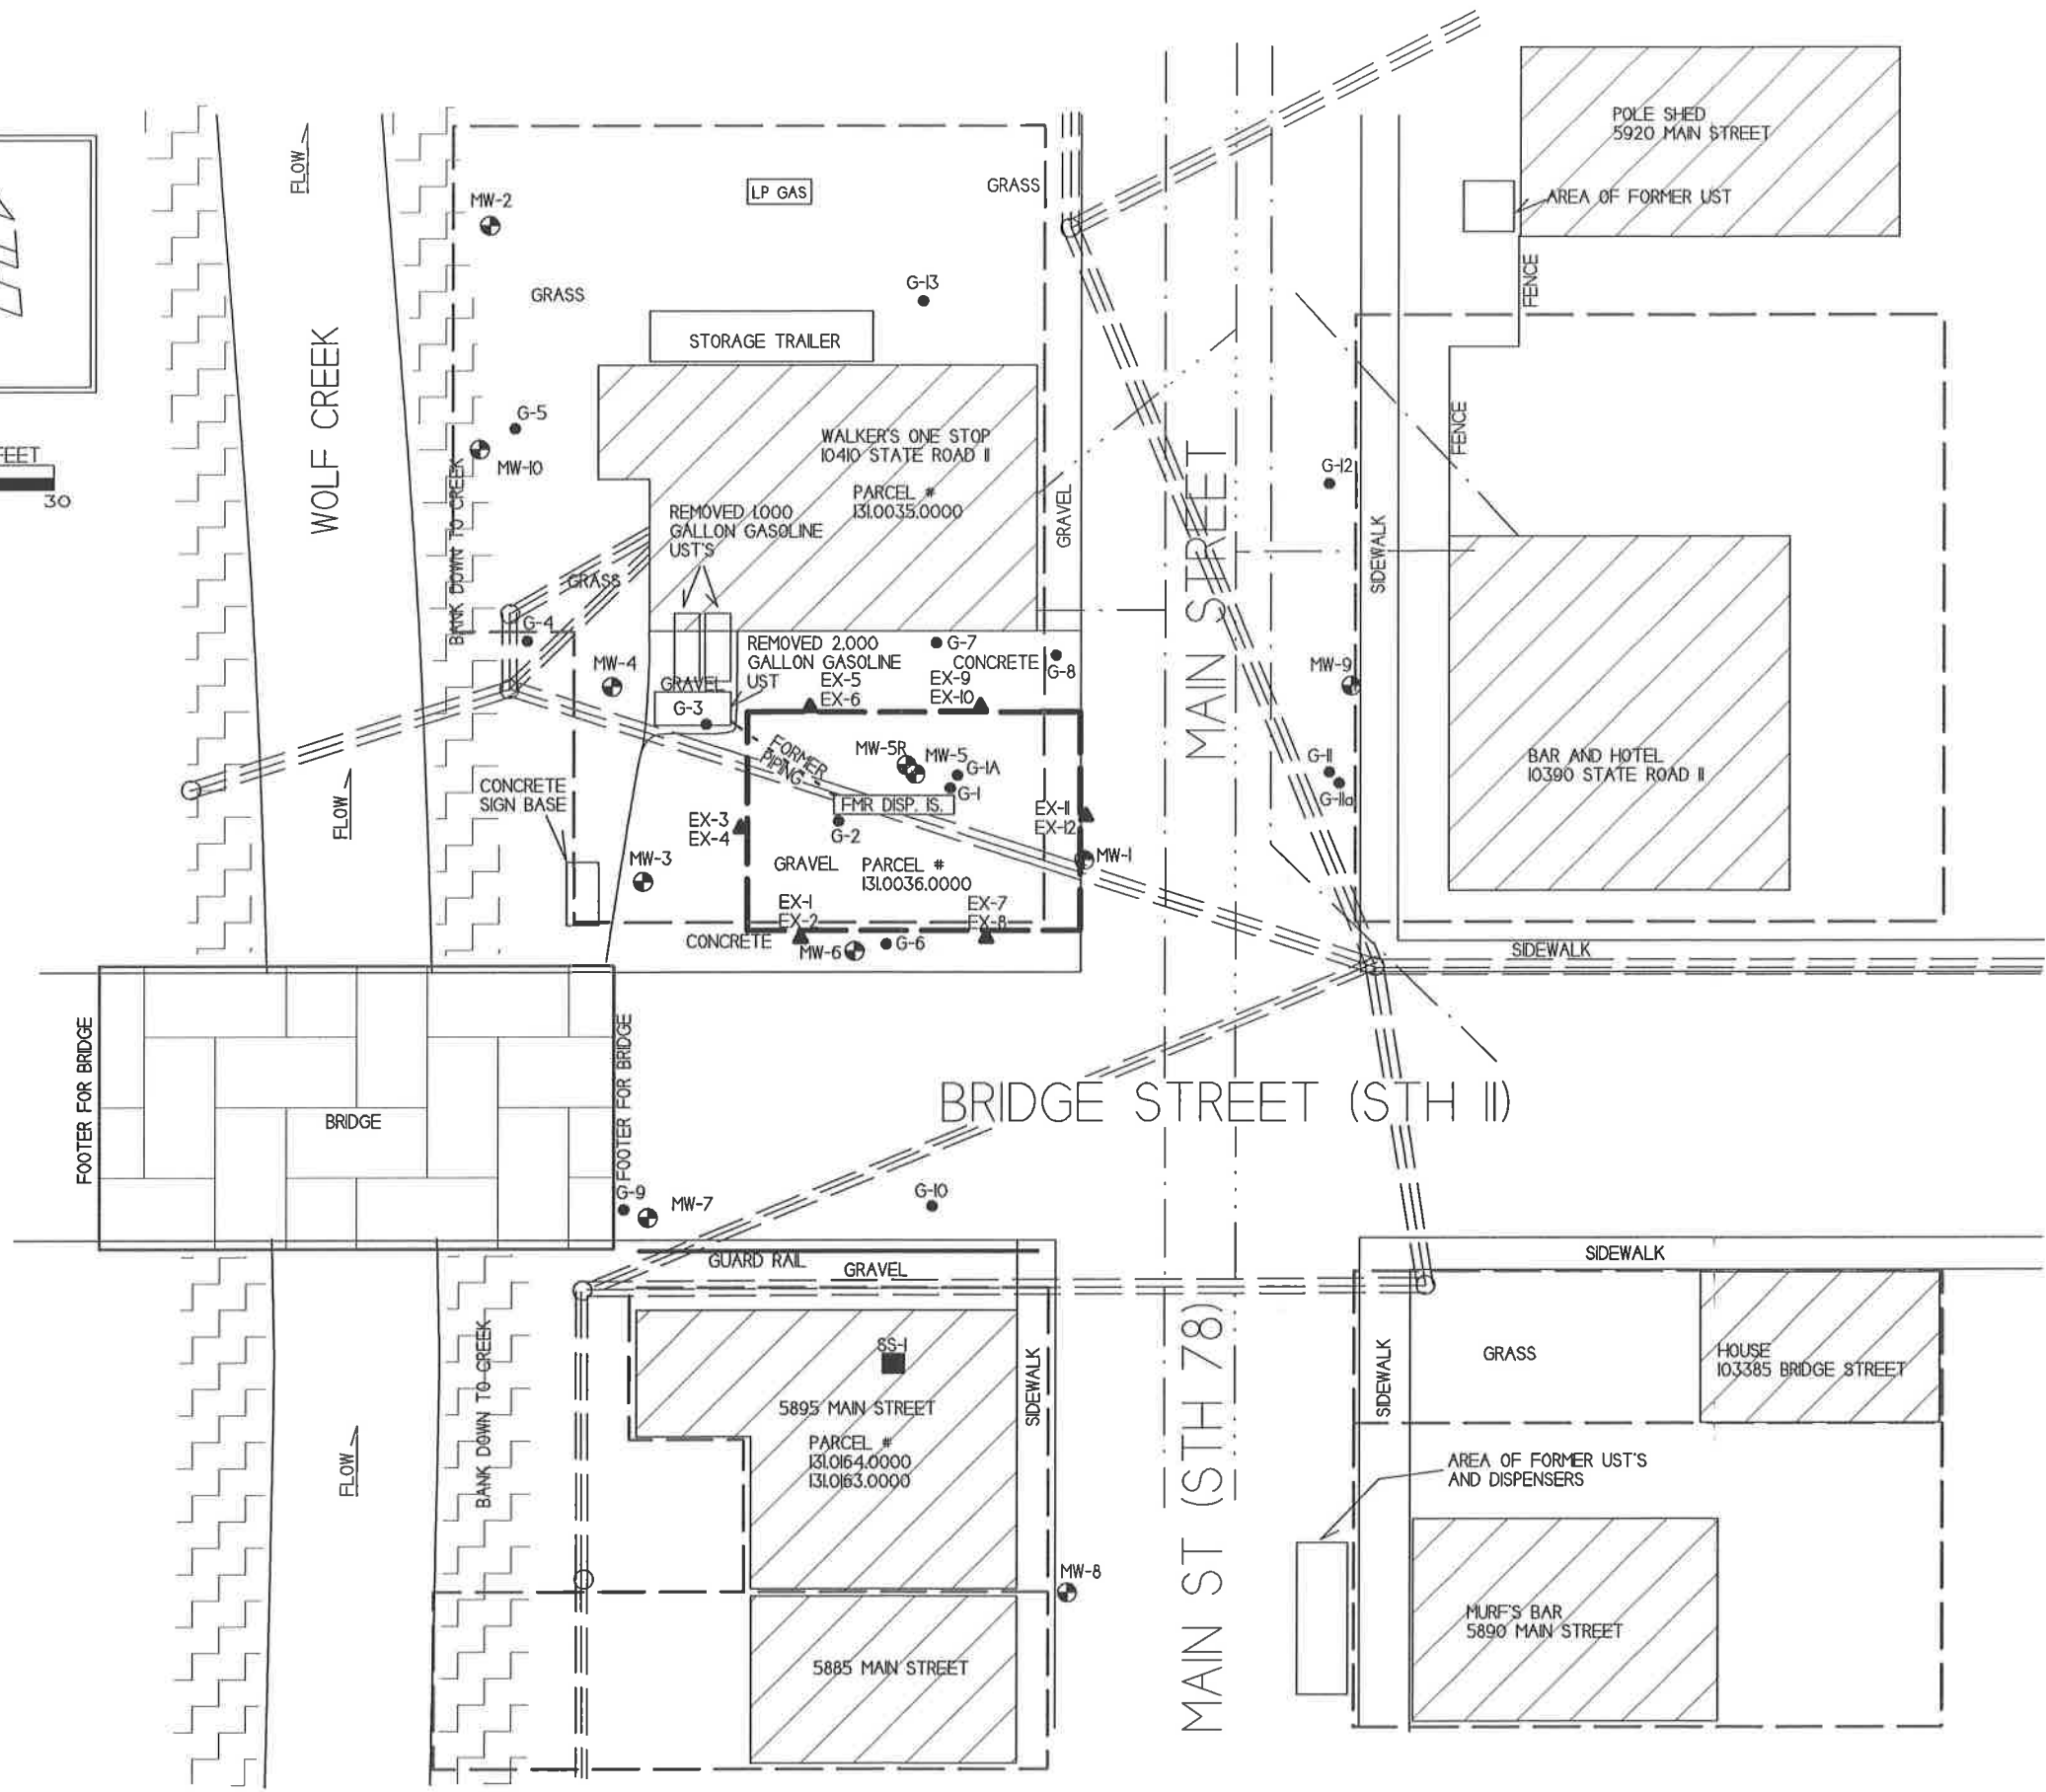 POLE SHED
5920 MAIN STREET
AREA OF FORMER UST
FLOW
LP GAS
GRASS
MW-2
FENCE
G-13
GRASS
STORAGE TRAILER
WOLF CREEK
G-5
MW-10
FEET
30
WALKER'S ONE STOP
10410 STATE ROAD 11
PARCEL #
131.0035.0000
REMOVED 1,000
GALLON GASOLINE
UST'S
GRAVEL
MAIN STREET
G-12
FENCE
SIDEWALK
BANK DOWN TO CREEK
GRASS
G-4
MW-4
REMOVED 2,000
GALLON GASOLINE
UST
G-7
CONCRETE
G-8
EX-5
EX-6
EX-9
EX-10
MW-9
GRAVEL
G-3
FORMER
PIPING
MW-5R
MW-5
G-1A
G-1
FMR DISP. IS.
G-2
EX-11
EX-12
G-11
G-11a
BAR AND HOTEL
10390 STATE ROAD 11
CONCRETE
SIGN BASE
FLOW
EX-3
EX-4
MW-3
GRAVEL
PARCEL #
131.0036.0000
MW-1
EX-1
EX-2
EX-7
EX-8
CONCRETE
MW-6
G-6
SIDEWALK
FOOTER FOR BRIDGE
BRIDGE
FOOTER FOR BRIDGE
BRIDGE STREET (STH 11)
G-9
MW-7
G-10
GUARD RAIL
GRAVEL
SIDEWALK
BANK DOWN TO CREEK
SS-1
5895 MAIN STREET
PARCEL #
131.0164.0000
131.0163.0000
SIDEWALK
MAIN ST (STH 78)
SIDEWALK
GRASS
HOUSE
103385 BRIDGE STREET
FLOW
AREA OF FORMER UST'S
AND DISPENSERS
MW-8
MURF'S BAR
5890 MAIN STREET
5885 MAIN STREET